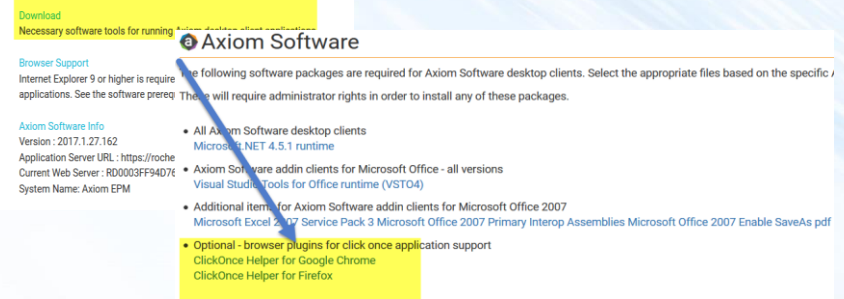 Download
Necessary software tools for running Axiom desktop client applications
Browser Support
Internet Explorer 9 or higher is require
applications. See the software prereq
Axiom Software Info
Version : 2017.1.27.162
Application Server URL : https://roche
Current Web Server : RD0003FF94D76
System Name: Axiom EPM
Axiom Software
The following software packages are required for Axiom Software desktop clients. Select the appropriate files based on the specific
These will require administrator rights in order to install any of these packages.
• All Axiom Software desktop clients
Microsoft .NET 4.5.1 runtime
• Axiom Software addin clients for Microsoft Office - all versions
Visual Studio Tools for Office runtime (VSTO4)
• Additional items for Axiom Software addin clients for Microsoft Office 2007
Microsoft Excel 2007 Service Pack 3 Microsoft Office 2007 Primary Interop Assemblies Microsoft Office 2007 Enable SaveAs pdf
• Optional - browser plugins for click once application support
ClickOnce Helper for Google Chrome
ClickOnce Helper for Firefox